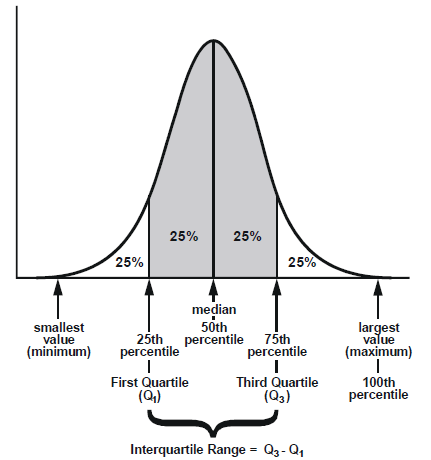 25%
25%
25%
25%
smallest
value
(minimum)
25th
percentile
First Quartile
(Q1)
median
50th
percentile
75th
percentile
Third Quartile
(Q3)
largest
value
(maximum)
100th
percentile
Interquartile Range = Q3 - Q1